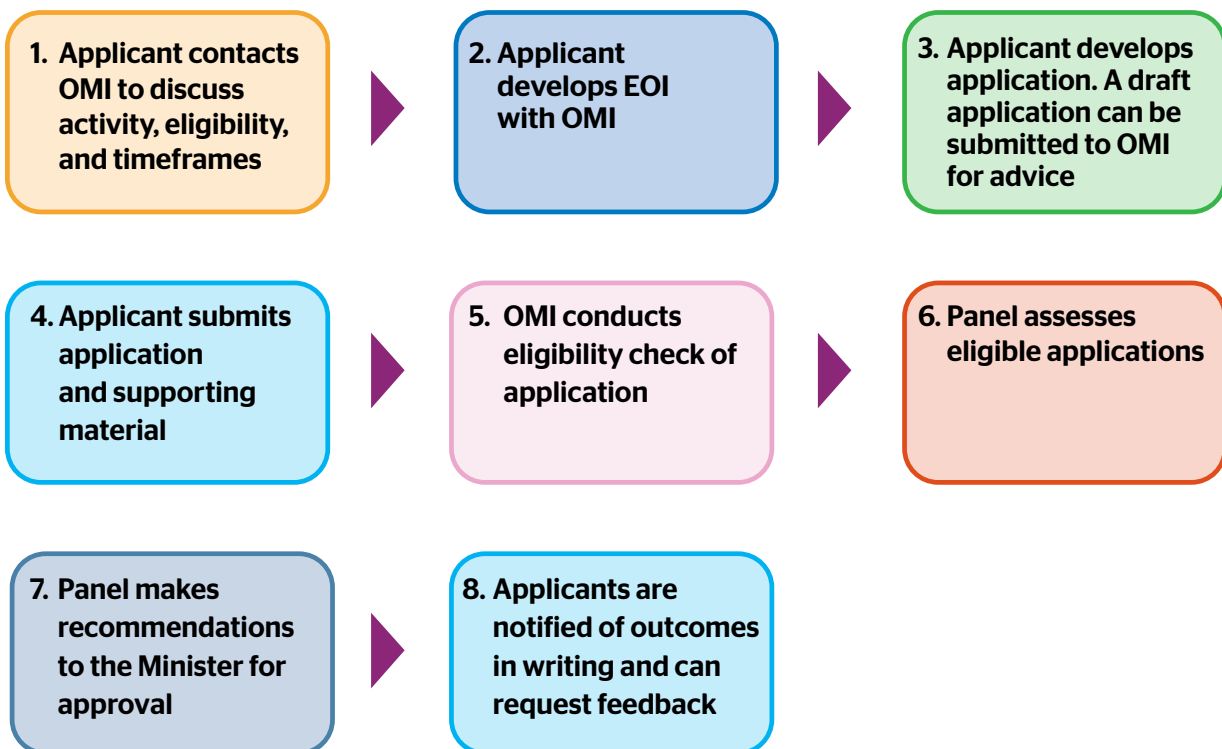 1. Applicant contacts
OMI to discuss
activity, eligibility,
and timeframes
2. Applicant
develops EOI
with OMI
3. Applicant develops
application. A draft
application can be
submitted to OMI
for advice
4. Applicant submits
application
and supporting
material
5. OMI conducts
eligibility check of
application
6. Panel assesses
eligible applications
7. Panel makes
recommendations
to the Minister for
approval
8. Applicants are
notified of outcomes
in writing and can
request feedback